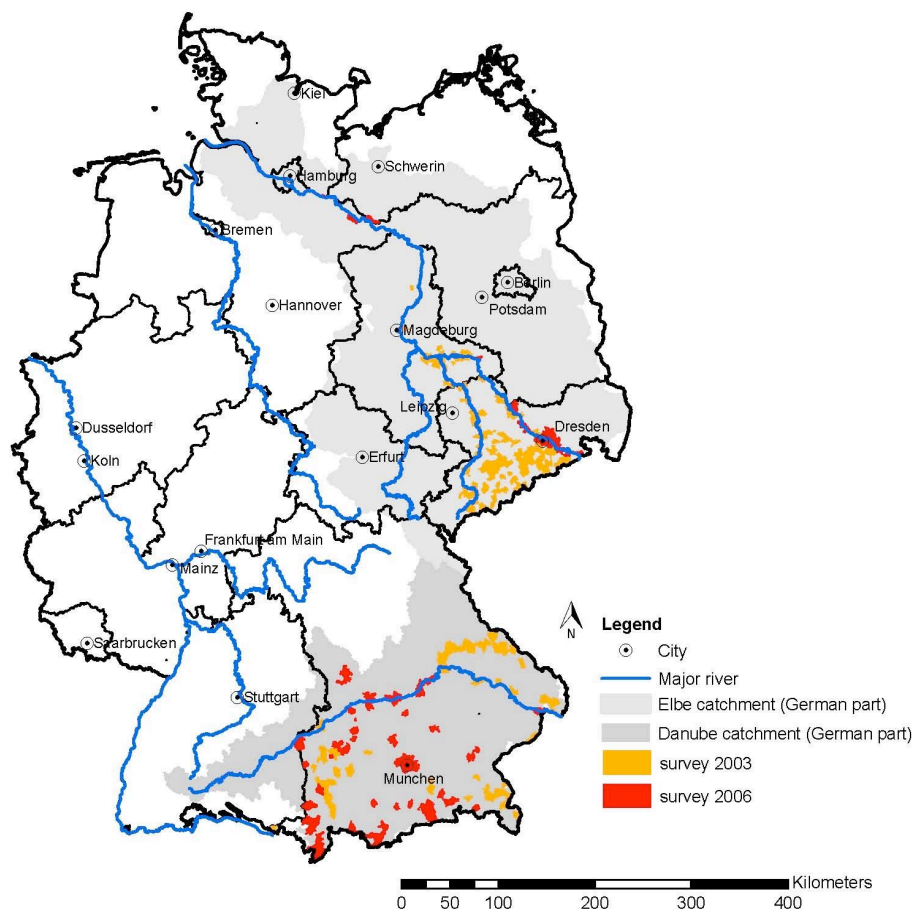 Kiel
Schwerin
Hamburg
Bremen
Berlin
Hannover
Potsdam
Magdeburg
Leipzig
Dusseldorf
Dresden
Koln
Erfurt
Frankfurt am Main
Mainz
N
Legend
City
Saarbrucken
Major river
Stuttgart
Elbe catchment (German part)
Danube catchment (German part)
survey 2003
Munchen
survey 2006
Kilometers
0 50 100 200 300 400